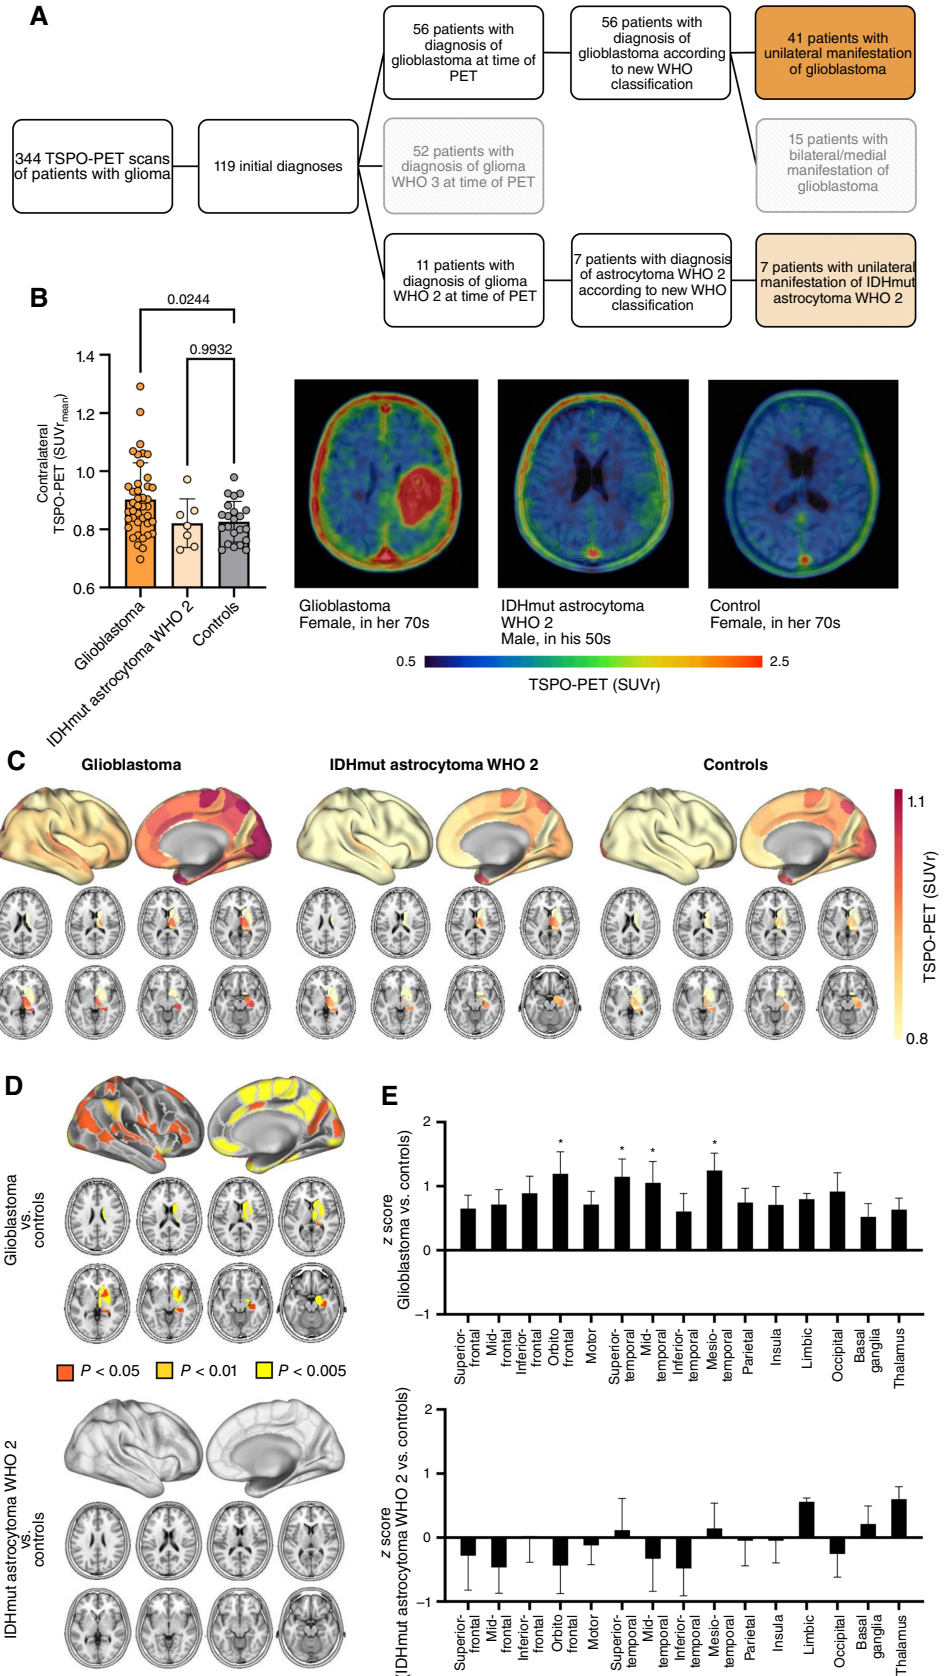 A
344 TSPO-PET scans
of patients with glioma
119 initial diagnoses
56 patients with
diagnosis of
glioblastoma at time of
PET
56 patients with
diagnosis of
glioblastoma according
to new WHO
classification
41 patients with
unilateral manifestation
of glioblastoma
52 patients with
diagnosis of glioma
WHO 3 at time of PET
15 patients with
bilateral/medial
manifestation of
glioblastoma
11 patients with
diagnosis of glioma
WHO 2 at time of PET
7 patients with diagnosis
of astrocytoma WHO 2
according to new WHO
classification
7 patients with unilateral
manifestation of IDHmut
astrocytoma WHO 2
B
0.0244
0.9932
1.4
1.2
1.0
0.8
0.6
Contralateral
TSPO-PET (SUVrmean)
Glioblastoma
IDHmut astrocytoma WHO 2
Controls
Glioblastoma
Female, in her 70s
IDHmut astrocytoma
WHO 2
Male, in his 50s
Control
Female, in her 70s
0.5
2.5
TSPO-PET (SUVr)
C
Glioblastoma
IDHmut astrocytoma WHO 2
Controls
1.1
TSPO-PET (SUVr)
0.8
D
Glioblastoma
vs.
controls
P < 0.05
P < 0.01
P < 0.005
IDHmut astrocytoma WHO 2
vs.
controls
E
z score
Glioblastoma vs. controls)
2
1
0
−1
*
*
*
*
Superior-
frontal
Mid-
frontal
Inferior-
frontal
Orbito
frontal
Motor
Superior-
temporal
Mid-
temporal
Inferior-
temporal
Mesio-
temporal
Parietal
Insula
Limbic
Occipital
Basal
ganglia
Thalamus
z score
(IDHmut astrocytoma WHO 2 vs. controls)
2
1
0
−1
Superior-
frontal
Mid-
frontal
Inferior-
frontal
Orbito
frontal
Motor
Superior-
temporal
Mid-
temporal
Inferior-
temporal
Mesio-
temporal
Parietal
Insula
Limbic
Occipital
Basal
ganglia
Thalamus